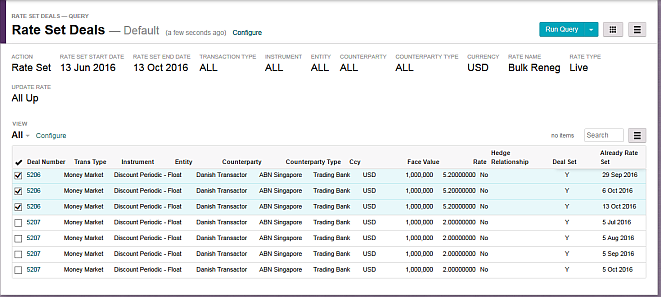 RATE SET DEALS — QUERY
Rate Set Deals — Default (a few seconds ago) Configure
Run Query
ACTION RATE SET START DATE RATE SET END DATE TRANSACTION TYPE INSTRUMENT ENTITY COUNTERPARTY COUNTERPARTY TYPE CURRENCY RATE NAME RATE TYPE
Rate Set 13 Jun 2016 13 Oct 2016 ALL ALL ALL ALL ALL USD Bulk Reneg Live
UPDATE RATE
All Up
VIEW
All Configure no items Search
Deal Number Trans Type Instrument Entity Counterparty Counterparty Type Ccy Face Value Rate Hedge Relationship Deal Set Already Rate Set
5206 Money Market Discount Periodic - Float Danish Transactor ABN Singapore Trading Bank USD 1,000,000 5.20000000 No Y 29 Sep 2016
5206 Money Market Discount Periodic - Float Danish Transactor ABN Singapore Trading Bank USD 1,000,000 5.20000000 No Y 6 Oct 2016
5206 Money Market Discount Periodic - Float Danish Transactor ABN Singapore Trading Bank USD 1,000,000 5.20000000 No Y 13 Oct 2016
5207 Money Market Discount Periodic - Float Danish Transactor ABN Singapore Trading Bank USD 1,000,000 2.00000000 No Y 5 Jul 2016
5207 Money Market Discount Periodic - Float Danish Transactor ABN Singapore Trading Bank USD 1,000,000 2.00000000 No Y 5 Aug 2016
5207 Money Market Discount Periodic - Float Danish Transactor ABN Singapore Trading Bank USD 1,000,000 2.00000000 No Y 5 Sep 2016
5207 Money Market Discount Periodic - Float Danish Transactor ABN Singapore Trading Bank USD 1,000,000 2.00000000 No Y 5 Oct 2016